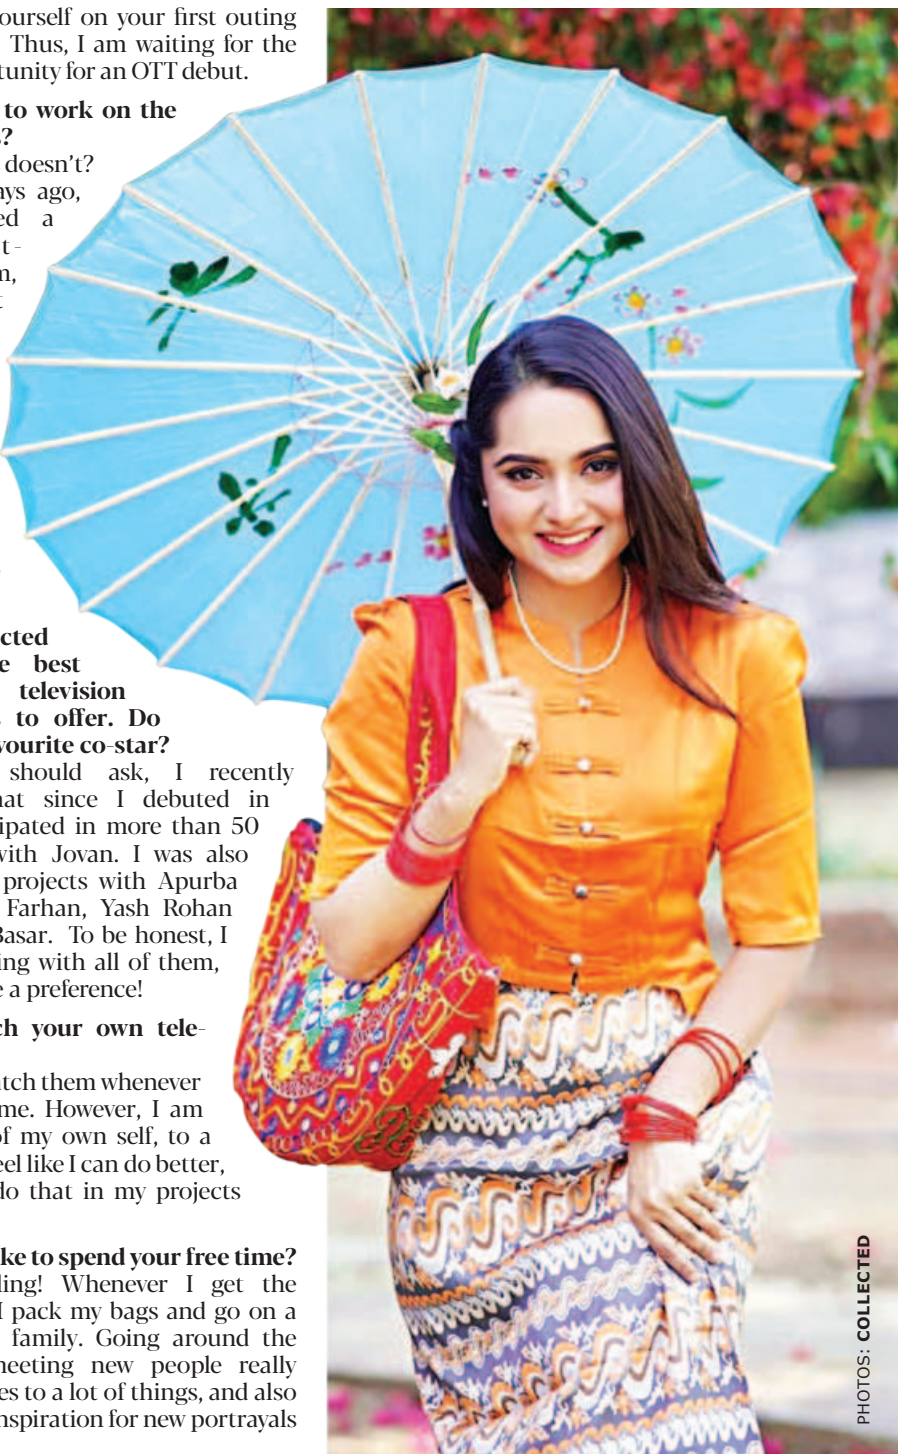 ourself on your first outing
Thus, I am waiting for the
tunity for an OTT debut.
to work on the
?
doesn't?
ays ago,
ed a
t-
n,
t
cted
e best
television
to offer. Do
vourite co-star?
should ask, I recently
hat since I debuted in
cipated in more than 50
with Jovan. I was also
projects with Apurba
Farhan, Yash Rohan
Basar. To be honest, I
ing with all of them,
e a preference!
ch your own tele-
atch them whenever
me. However, I am
of my own self, to a
eel like I can do better,
do that in my projects
ke to spend your free time?
ling! Whenever I get the
I pack my bags and go on a
family. Going around the
meeting new people really
es to a lot of things, and also
nspiration for new portrayals
PHOTOS: COLLECTED